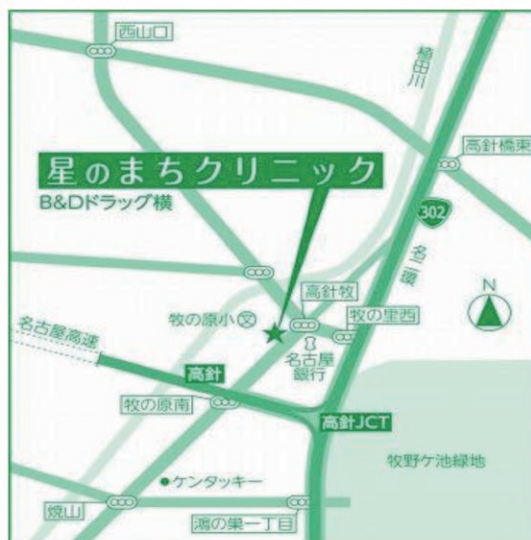 西山口
植田川
高針橋東
星のまちクリニック
B&Dドラッグ横
302
名二環
N
高針牧
牧の原小
文
牧の里西
名古屋
銀行
名古屋高速
高針
牧の原南
高針JCT
牧野ケ池緑地
ケンタッキー
焼山
鴻の巣一丁目